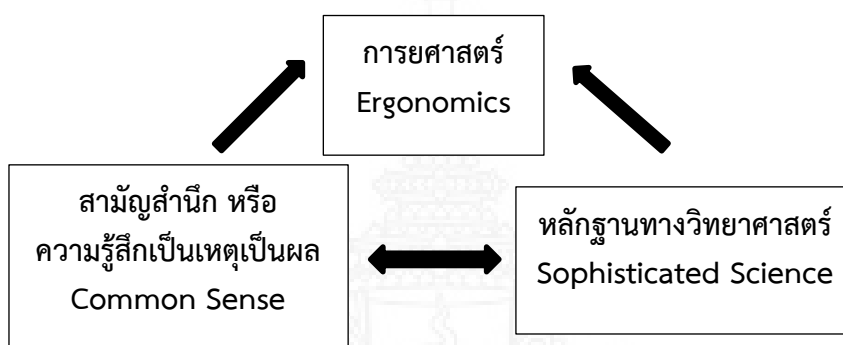 การยศาสตร์
Ergonomics
สามัญสำนึก หรือ
ความรู้สึกเป็นเหตุเป็นผล
Common Sense
หลักฐานทางวิทยาศาสตร์
Sophisticated Science